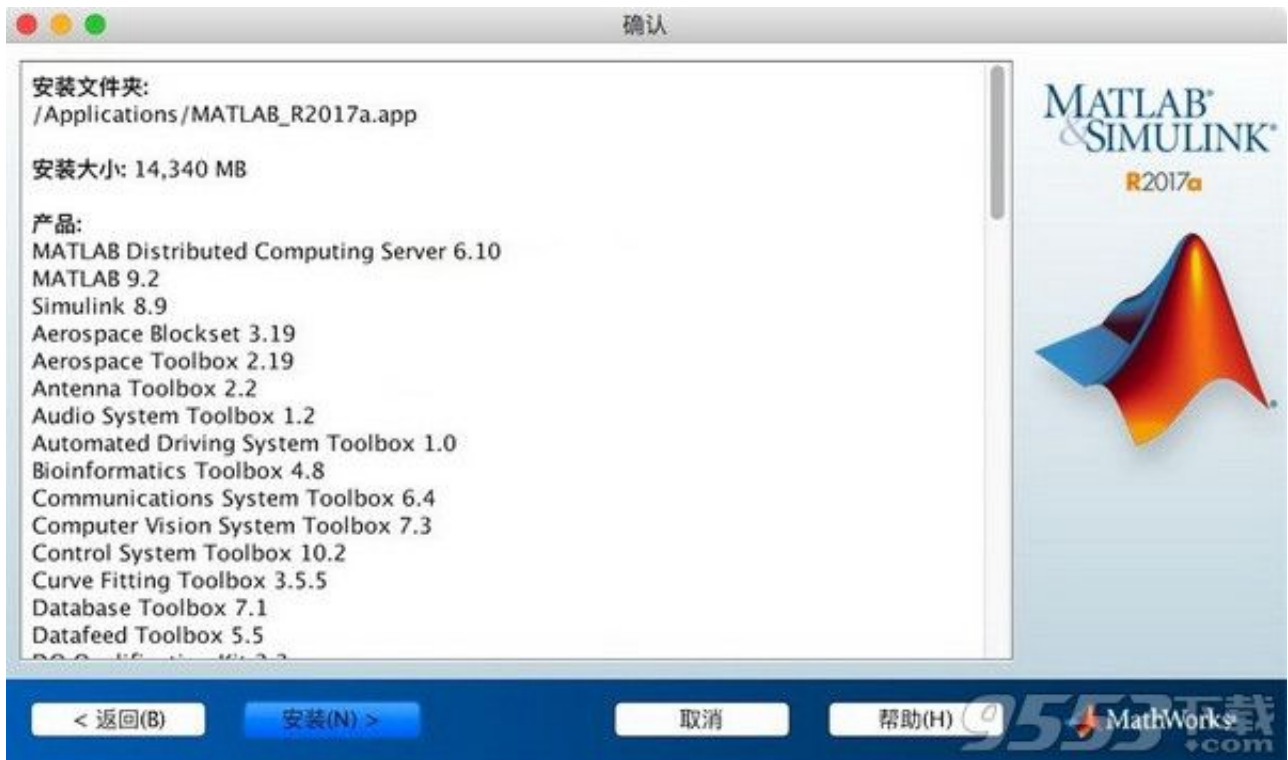 确认
安装文件夹:
/Applications/MATLAB_R2017a.app
安装大小: 14,340 MB
产品:
MATLAB Distributed Computing Server 6.10
MATLAB 9.2
Simulink 8.9
Aerospace Blockset 3.19
Aerospace Toolbox 2.19
Antenna Toolbox 2.2
Audio System Toolbox 1.2
Automated Driving System Toolbox 1.0
Bioinformatics Toolbox 4.8
Communications System Toolbox 6.4
Computer Vision System Toolbox 7.3
Control System Toolbox 10.2
Curve Fitting Toolbox 3.5.5
Database Toolbox 7.1
Datafeed Toolbox 5.5
MATLAB®
&SIMULINK®
R2017a
< 返回(B)
安装(N) >
取消
帮助(H)
MathWorks®
9553下载
.com